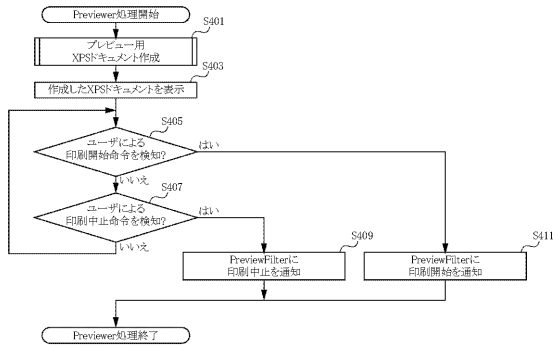 Previewer処理開始
S401
プレビュー用
XPSドキュメント作成
S403
作成したXPSドキュメントを表示
S405
ユーザによる
印刷開始命令を検知?
はい
いいえ
S407
ユーザによる
印刷中止命令を検知?
はい
いいえ
S409
PreviewFilterに
印刷中止を通知
S411
PreviewFilterに
印刷開始を通知
Previewer処理終了